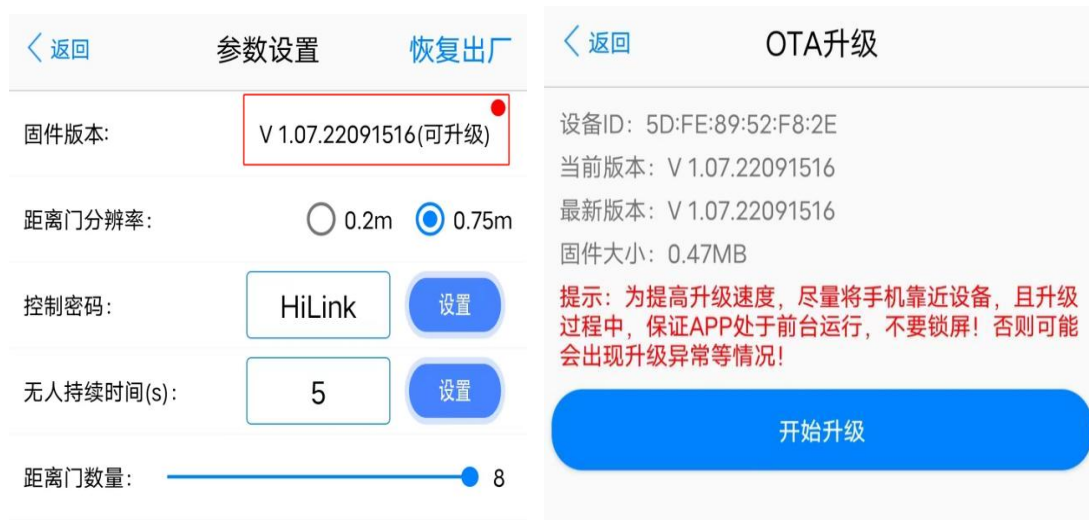 返回
参数设置
恢复出厂
固件版本:
V 1.07.22091516(可升级)
距离门分辨率:
0.2m
0.75m
控制密码:
HiLink
设置
无人持续时间(s):
5
设置
距离门数量:
8
返回
OTA升级
设备ID: 5D:FE:89:52:F8:2E
当前版本: V 1.07.22091516
最新版本: V 1.07.22091516
固件大小: 0.47MB
提示: 为提高升级速度，尽量将手机靠近设备，且升级
过程中，保证APP处于前台运行，不要锁屏！否则可能
会出现升级异常等情况！
开始升级